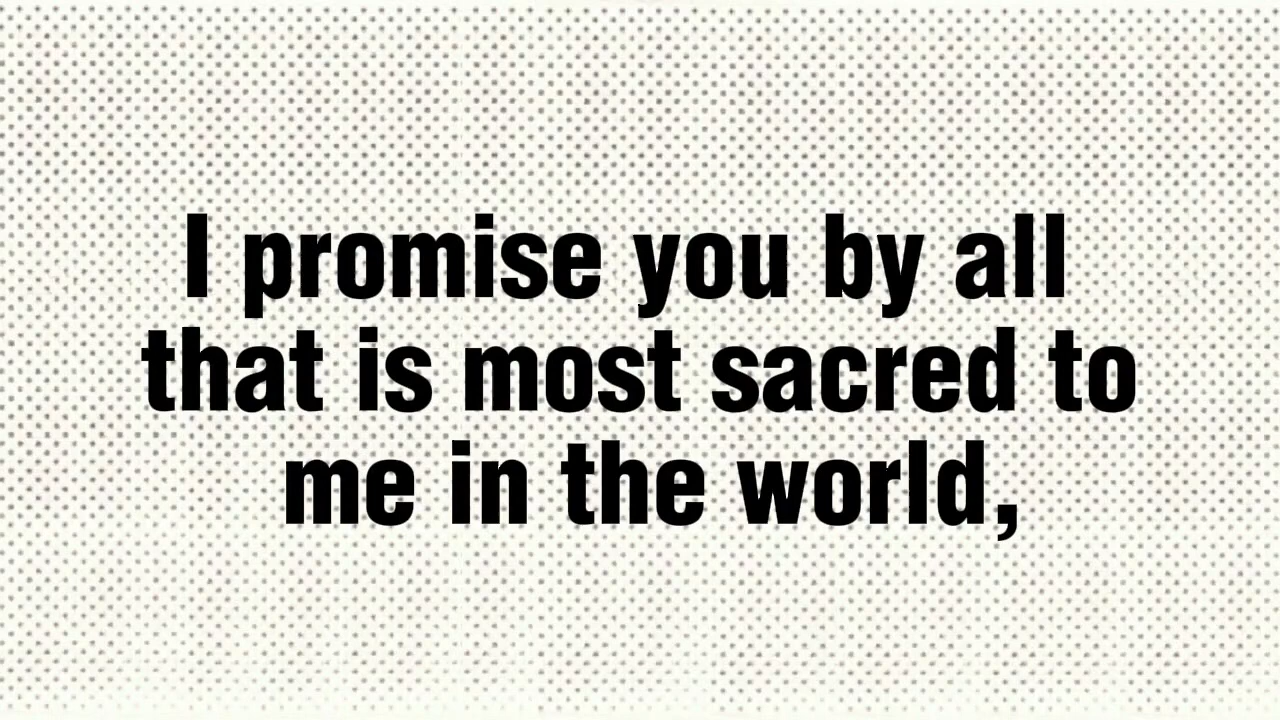 I promise you by all
that is most sacred to
me in the world,